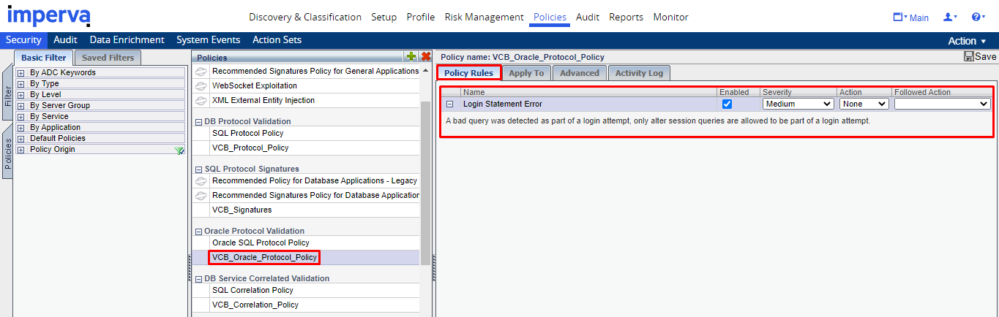 imperva
Discovery & Classification Setup Profile Risk Management Policies Audit Reports Monitor
Main
Security Audit Data Enrichment System Events Action Sets
Action
Filter
Policies
Basic Filter Saved Filters
By ADC Keywords
By Type
By Level
By Server Group
By Service
By Application
Default Policies
Policy Origin
Policies
Recommended Signatures Policy for General Applications
WebSocket Exploitation
XML External Entity Injection
DB Protocol Validation
SQL Protocol Policy
VCB_Protocol_Policy
SQL Protocol Signatures
Recommended Policy for Database Applications - Legacy
Recommended Signatures Policy for Database Application
VCB_Signatures
Oracle Protocol Validation
Oracle SQL Protocol Policy
VCB_Oracle_Protocol_Policy
DB Service Correlated Validation
SQL Correlation Policy
VCB_Correlation_Policy
Policy name: VCB_Oracle_Protocol_Policy
Save
Policy Rules Apply To Advanced Activity Log
Name Enabled Severity Action Followed Action
Login Statement Error Medium None
A bad query was detected as part of a login attempt, only alter session queries are allowed to be part of a login attempt.